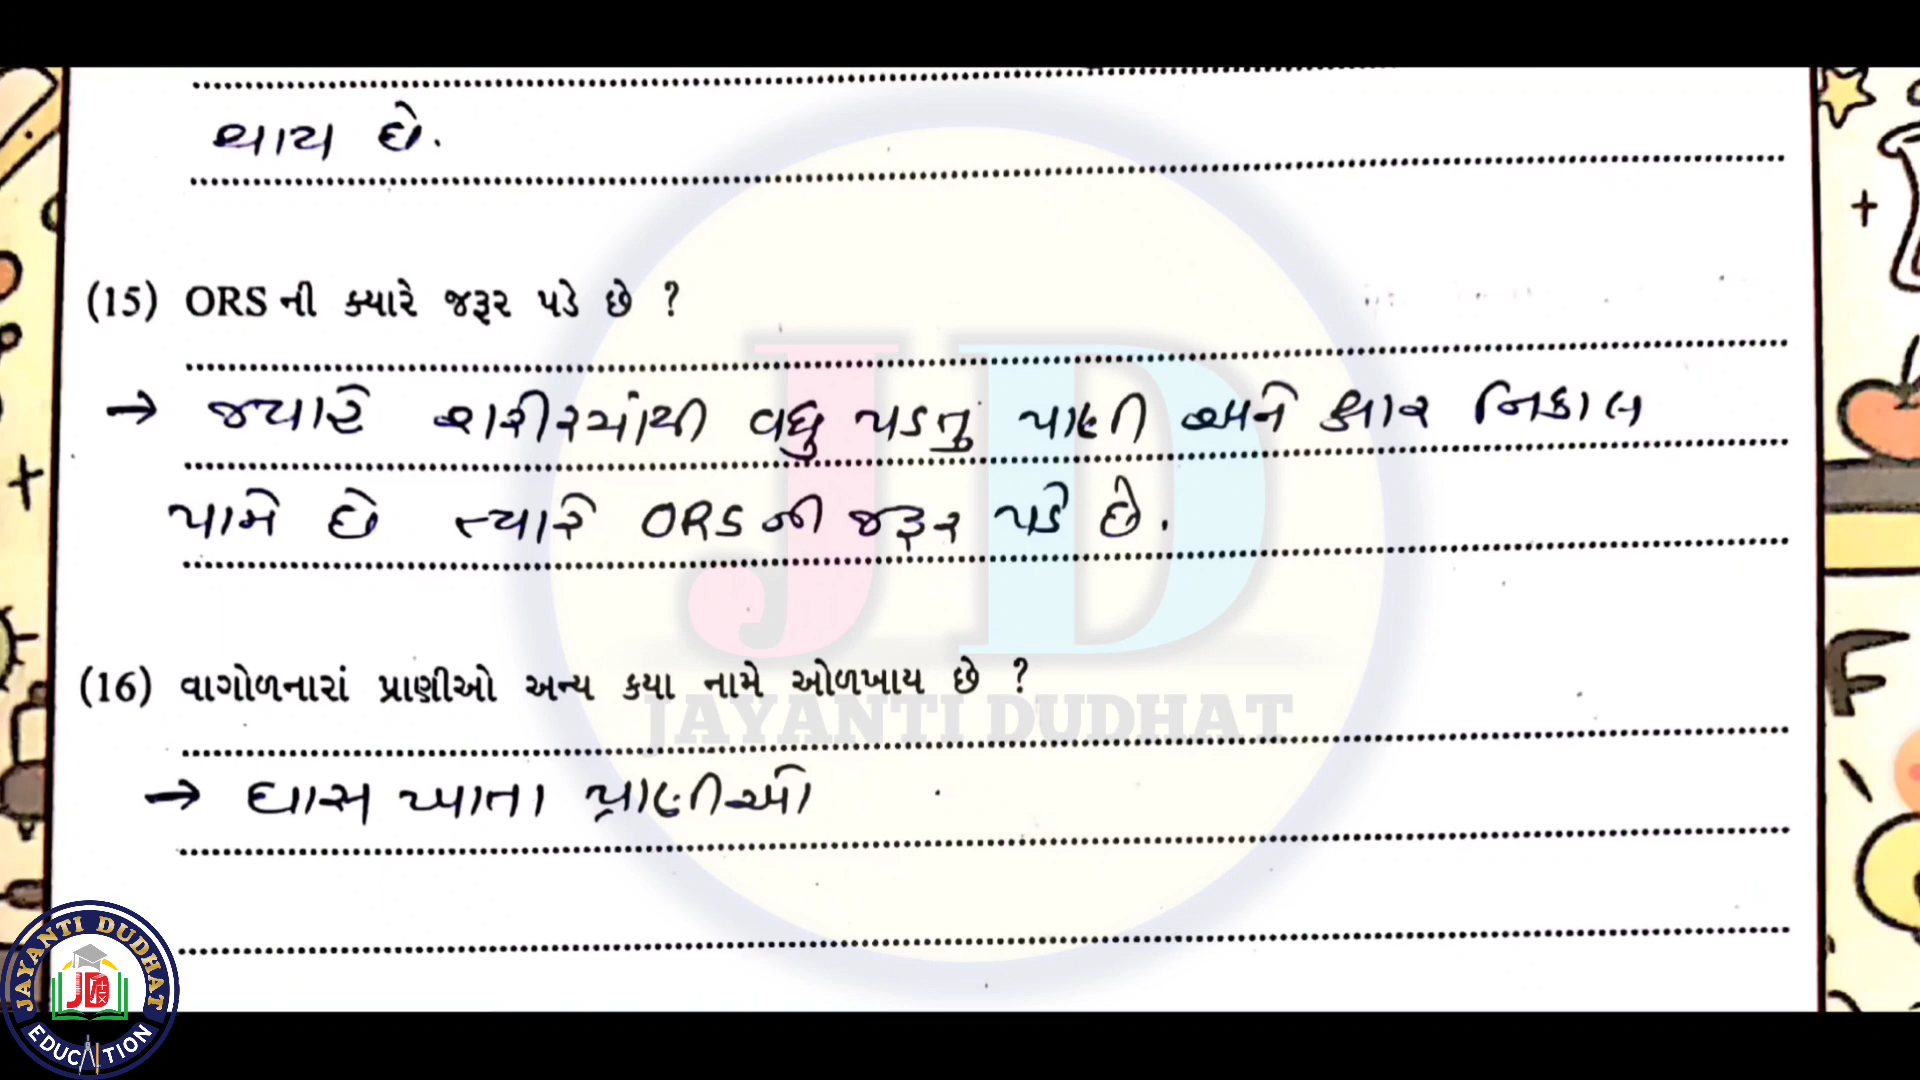 થાય છે.
(15) ORS ની ક્યારે જરૂર પડે છે ?
→ જ્યારે શરીરમાંથી વધુ પડતુ પાણી અને ક્ષાર નિકાલ
પામે છે ત્યારે ORS ની જરૂર પડે છે.
JD
(16) વાગોળનારાં પ્રાણીઓ અન્ય કયા નામે ઓળખાય છે ?
JAYANTI DUDHAT
→ ઘાસ ખાતા પ્રાણીઓ
F
JAYANTI DUDHAT
JD
EDUCATION